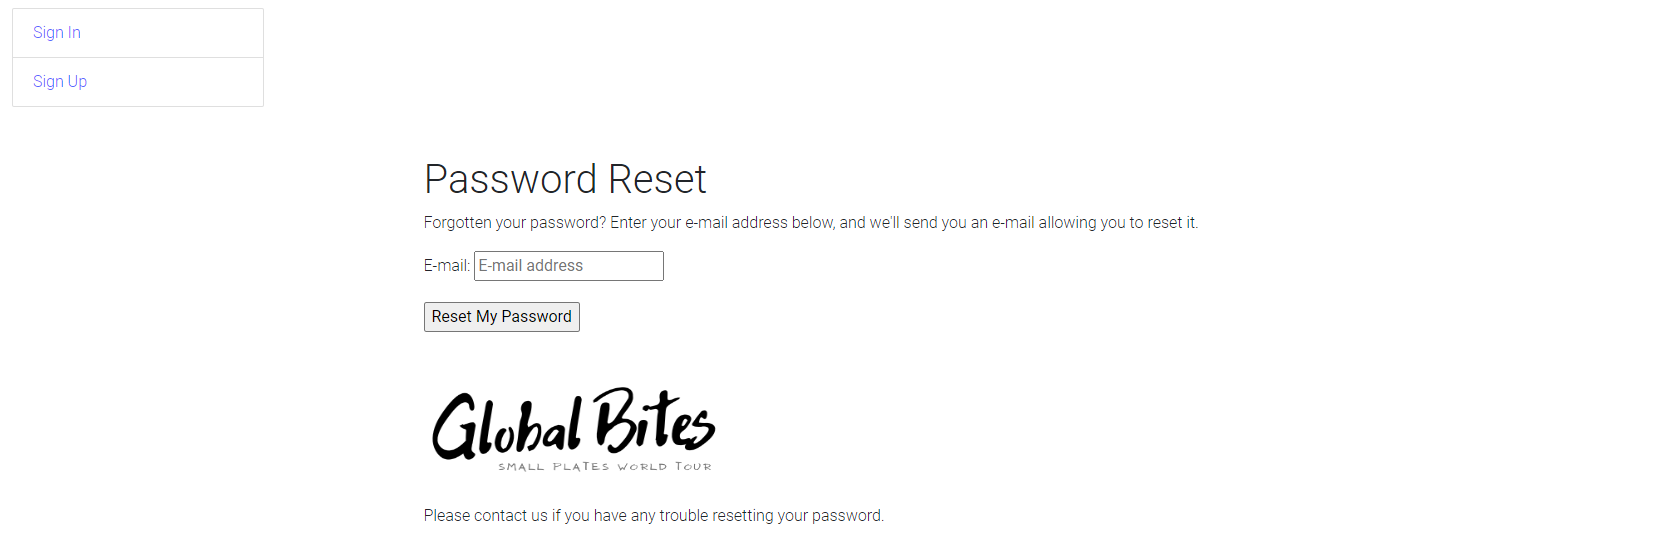 Sign In
Sign Up
Password Reset
Forgotten your password? Enter your e-mail address below, and we'll send you an e-mail allowing you to reset it.
E-mail: E-mail address
Reset My Password
Global Bites
SMALL PLATES WORLD TOUR
Please contact us if you have any trouble resetting your password.